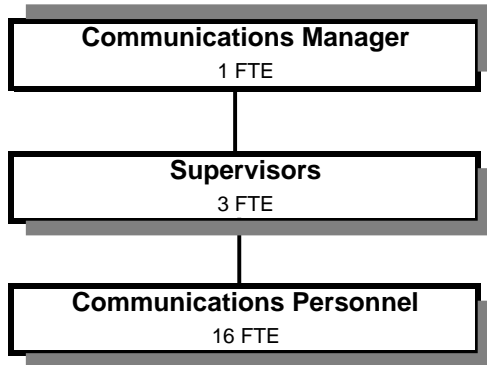 Communications Manager
1 FTE
Supervisors
3 FTE
Communications Personnel
16 FTE